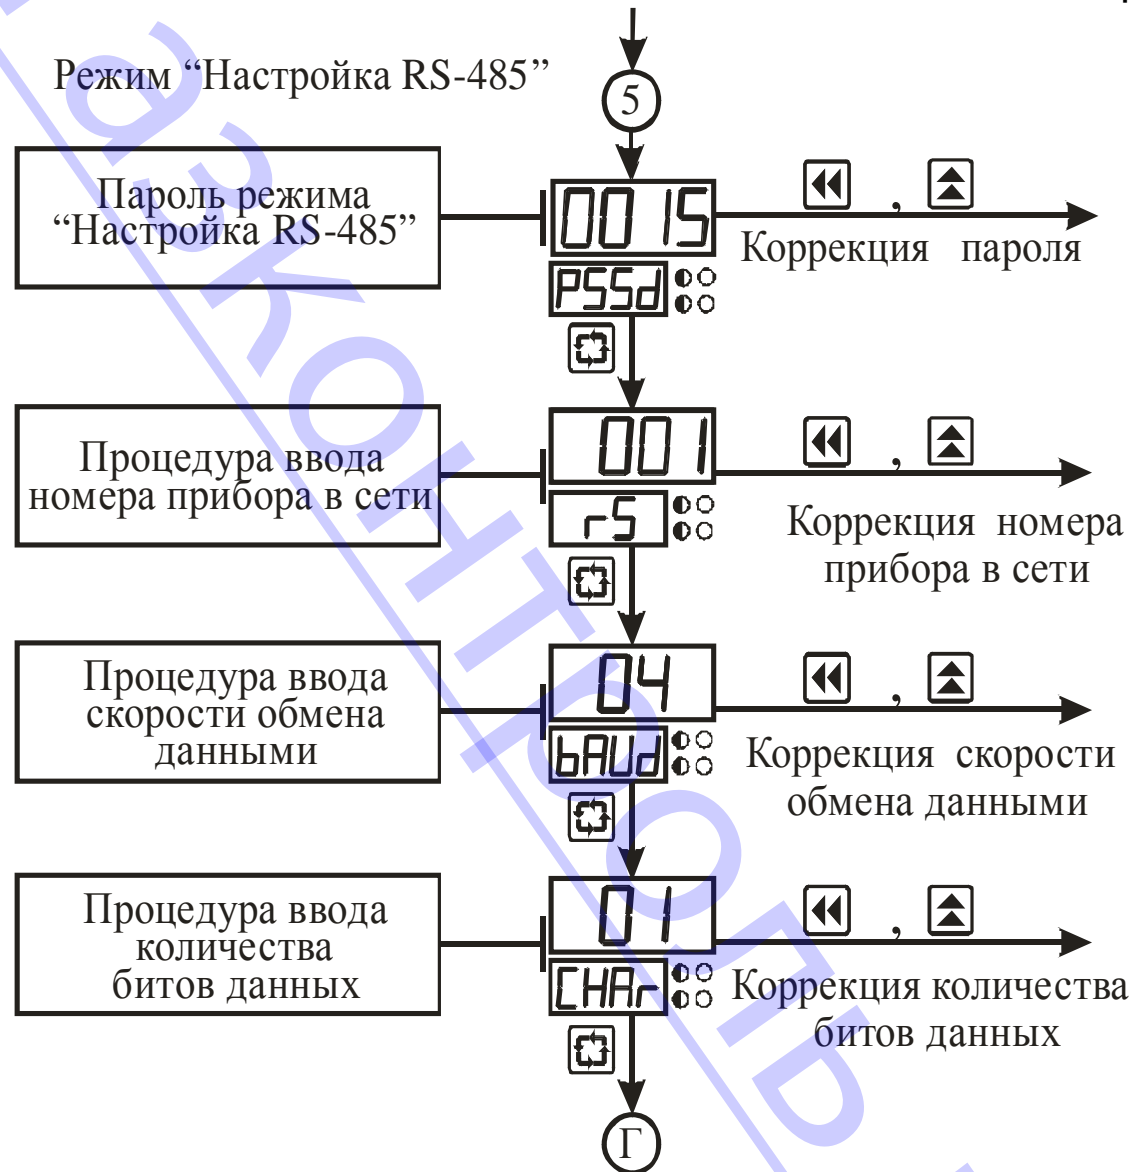 Режим “Настройка RS-485”
5
Пароль режима
“Настройка RS-485”
0015
PSSd
,
Коррекция пароля
Процедура ввода
номера прибора в сети
001
rS
,
Коррекция номера
прибора в сети
Процедура ввода
скорости обмена
данными
04
bAUd
,
Коррекция скорости
обмена данными
Процедура ввода
количества
битов данных
01
CHAr
,
Коррекция количества
битов данных
Г